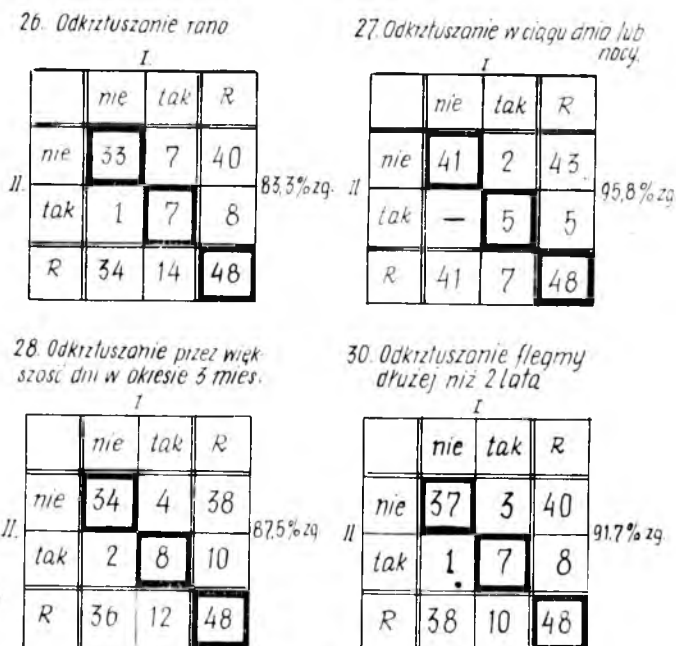 26. Odkrztuszanie rano
I.
nie tak R
nie 33 7 40
II. 83,3% zg.
tak 1 7 8
R 34 14 48
27. Odkrztuszanie w ciągu dnia lub
nocy.
I
nie tak R
nie 41 2 43
II 95,8% zg
tak — 5 5
R 41 7 48
28. Odkrztuszanie przez więk-
szość dni w okresie 3 mies.
I
nie tak R
nie 34 4 38
II. 87,5% zg
tak 2 8 10
R 36 12 48
30. Odkrztuszanie flegmy
dłużej niż 2 lata
I
nie tak R
nie 37 3 40
II 91.7% zg.
tak 1 7 8
R 38 10 48